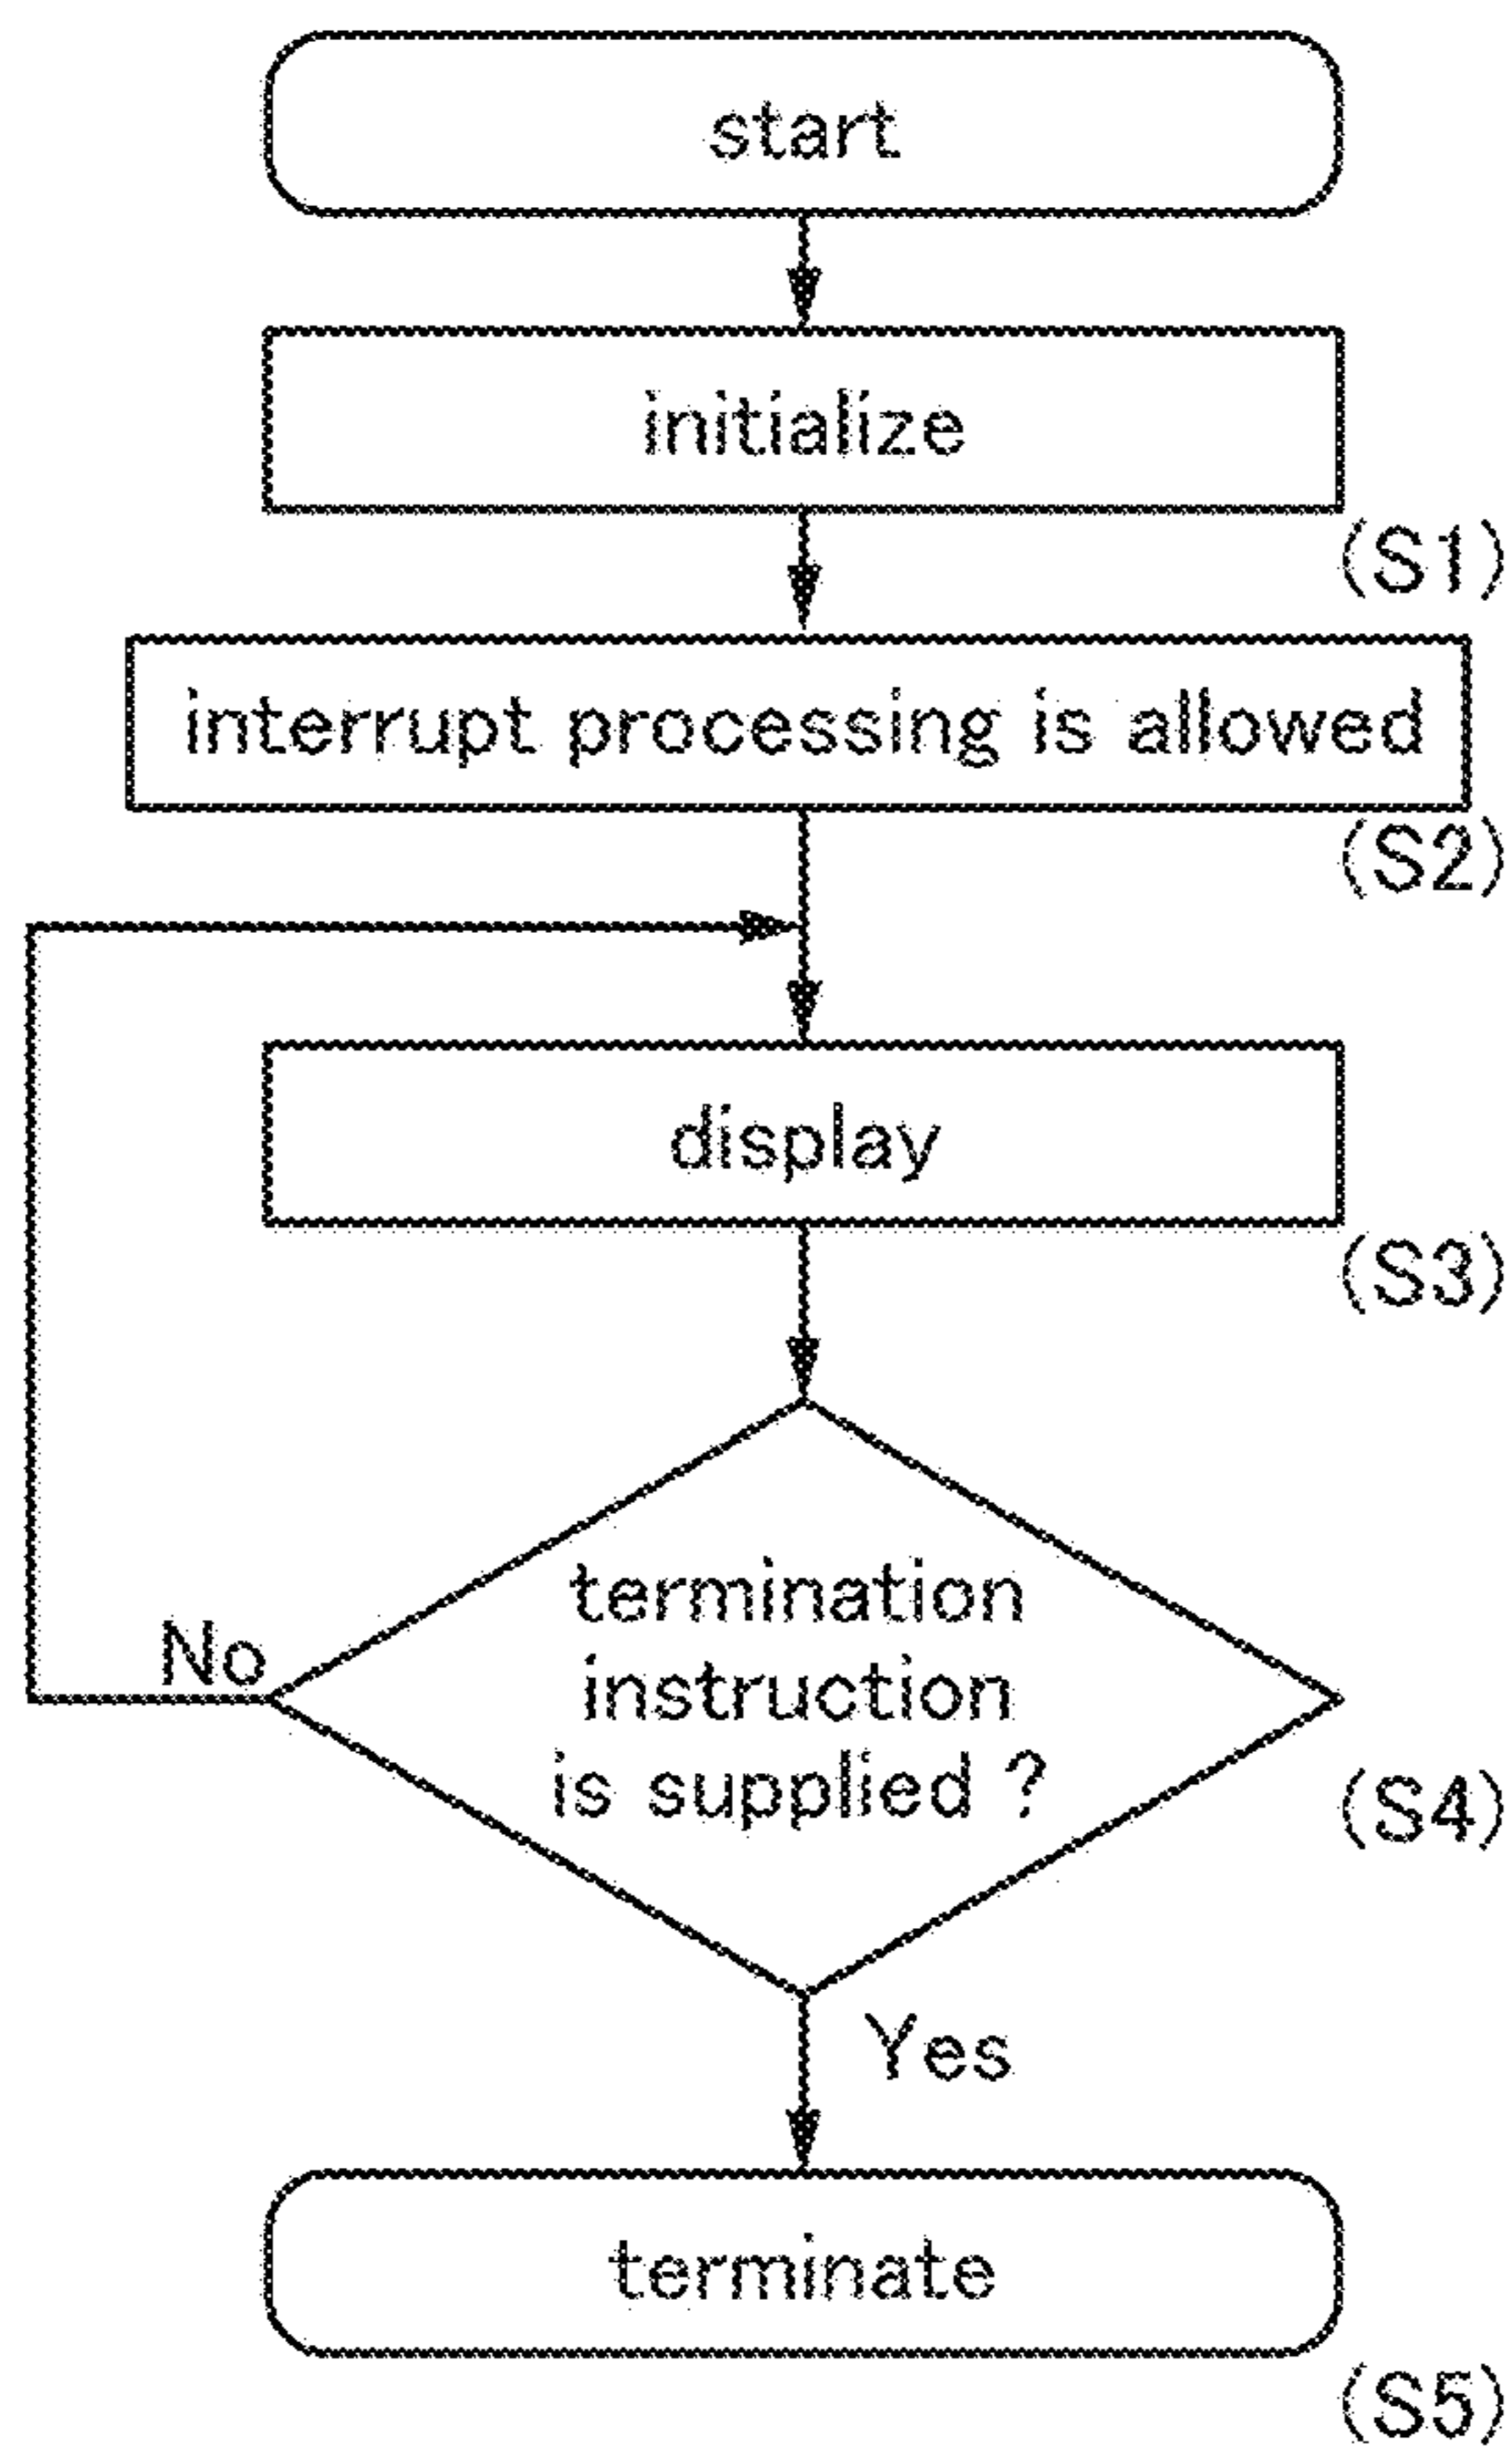 start
initialize
(S1)
interrupt processing is allowed
(S2)
display
(S3)
termination
instruction
is supplied ?
No
(S4)
Yes
terminate
(S5)